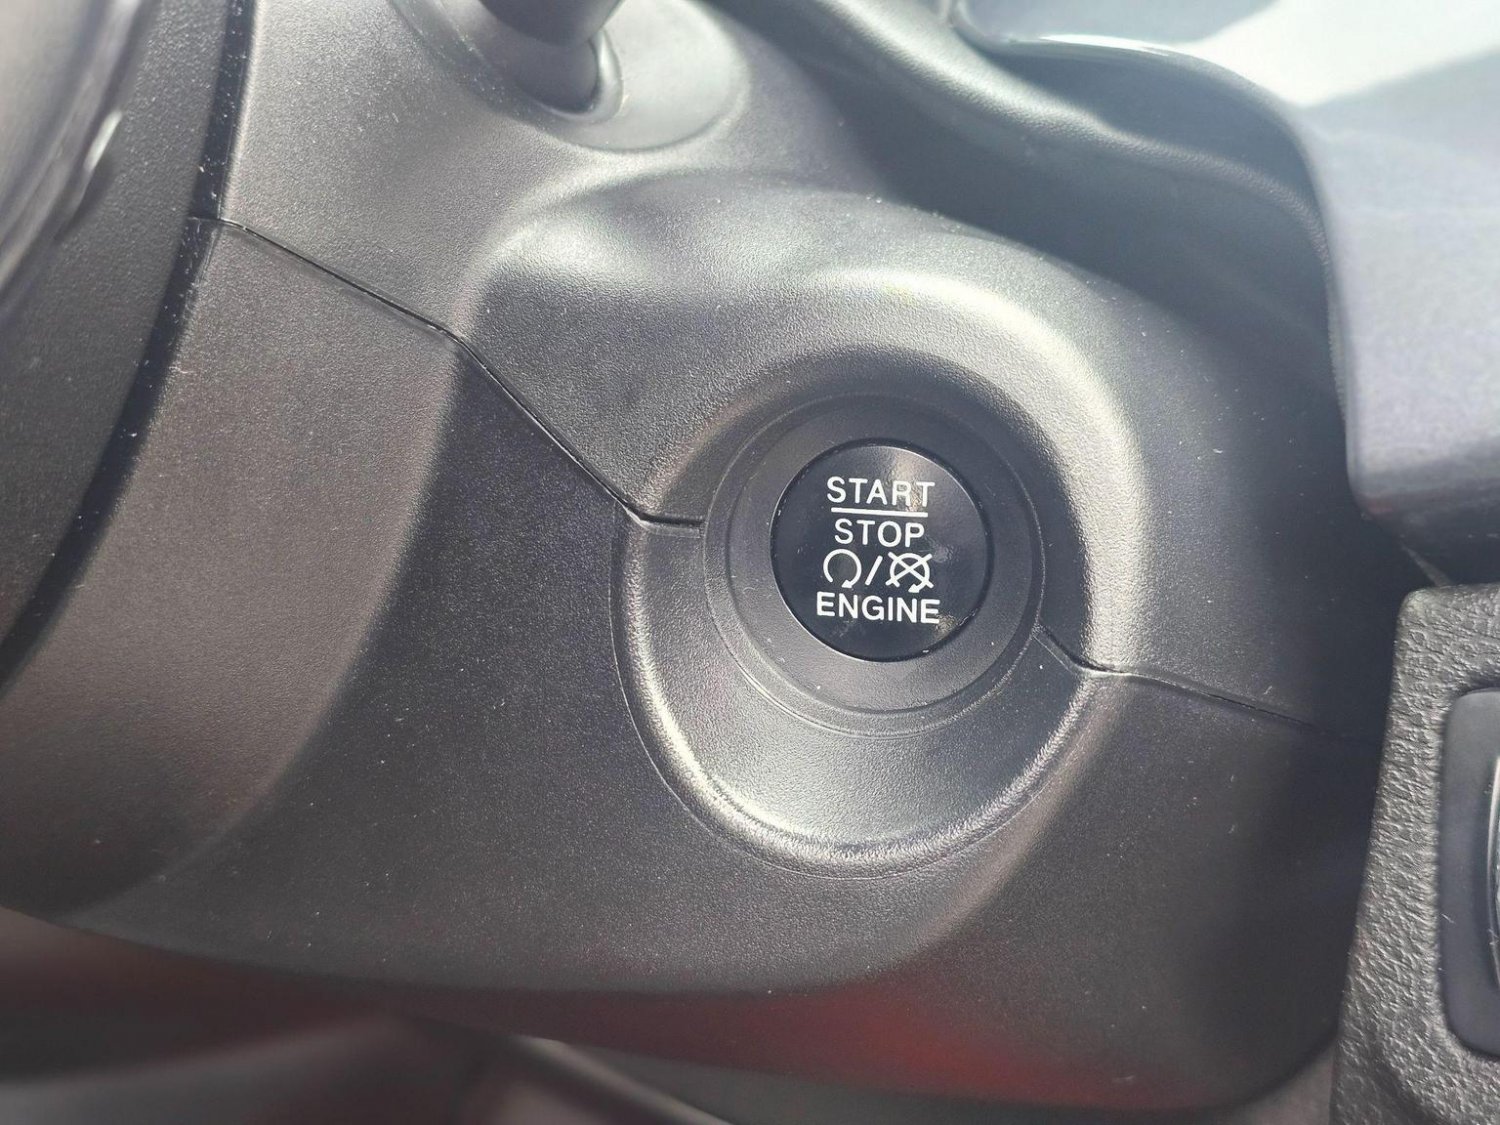 START
STOP
/
ENGINE